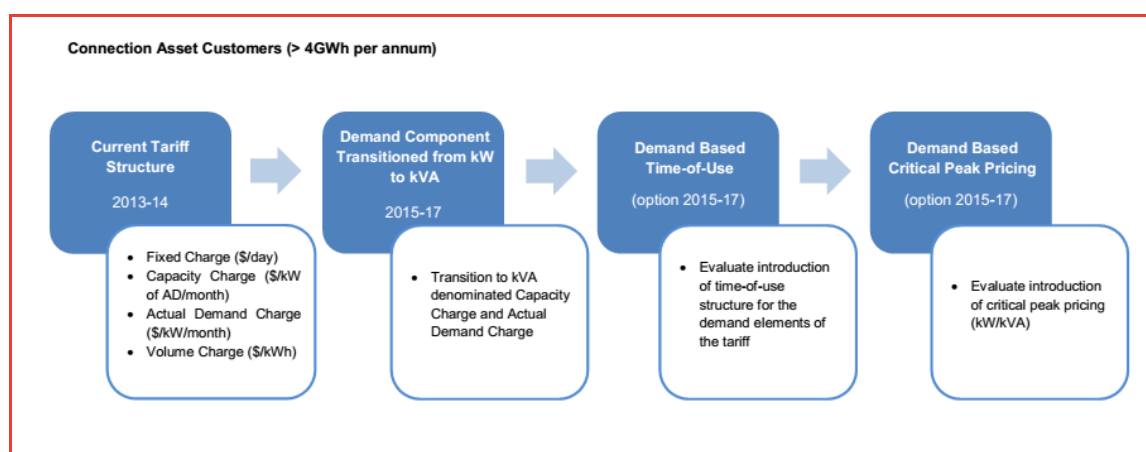 Connection Asset Customers (> 4GWh per annum)
Current Tariff
Structure
2013-14
• Fixed Charge ($/day)
• Capacity Charge ($/kW
of AD/month)
• Actual Demand Charge
($/kW/month)
• Volume Charge ($/kWh)
Demand Component
Transitioned from kW
to kVA
2015-17
• Transition to kVA
denominated Capacity
Charge and Actual
Demand Charge
Demand Based
Time-of-Use
(option 2015-17)
• Evaluate introduction
of time-of-use
structure for the
demand elements of
the tariff
Demand Based
Critical Peak Pricing
(option 2015-17)
• Evaluate introduction
of critical peak pricing
(kW/kVA)